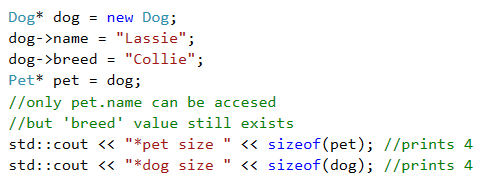 Dog* dog = new Dog;
dog->name = "Lassie";
dog->breed = "Collie";
Pet* pet = dog;
//only pet.name can be accesed
//but 'breed' value still exists
std::cout << "*pet size " << sizeof(pet); //prints 4
std::cout << "*dog size " << sizeof(dog); //prints 4